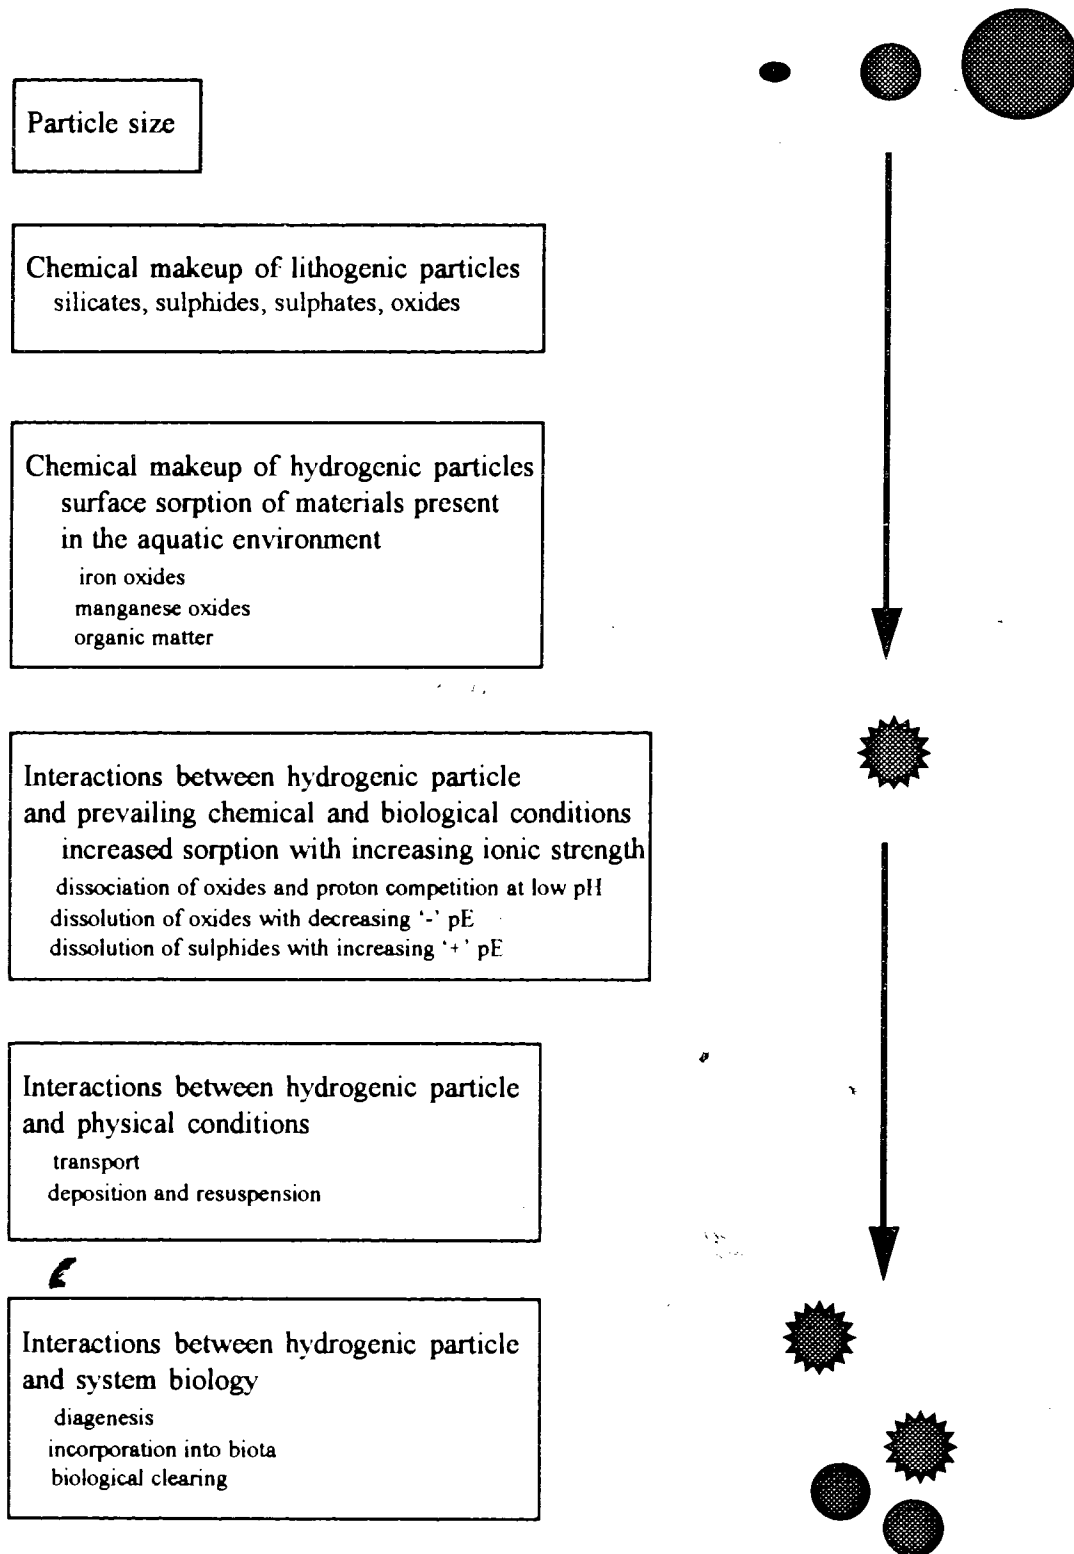 Particle size
Chemical makeup of lithogenic particles
silicates, sulphides, sulphates, oxides
Chemical makeup of hydrogenic particles
surface sorption of materials present
in the aquatic environment
iron oxides
manganese oxides
organic matter
Interactions between hydrogenic particle
and prevailing chemical and biological conditions
increased sorption with increasing ionic strength
dissociation of oxides and proton competition at low pH
dissolution of oxides with decreasing ‘-’ pE
dissolution of sulphides with increasing ‘+’ pE
Interactions between hydrogenic particle
and physical conditions
transport
deposition and resuspension
Interactions between hydrogenic particle
and system biology
diagenesis
incorporation into biota
biological clearing